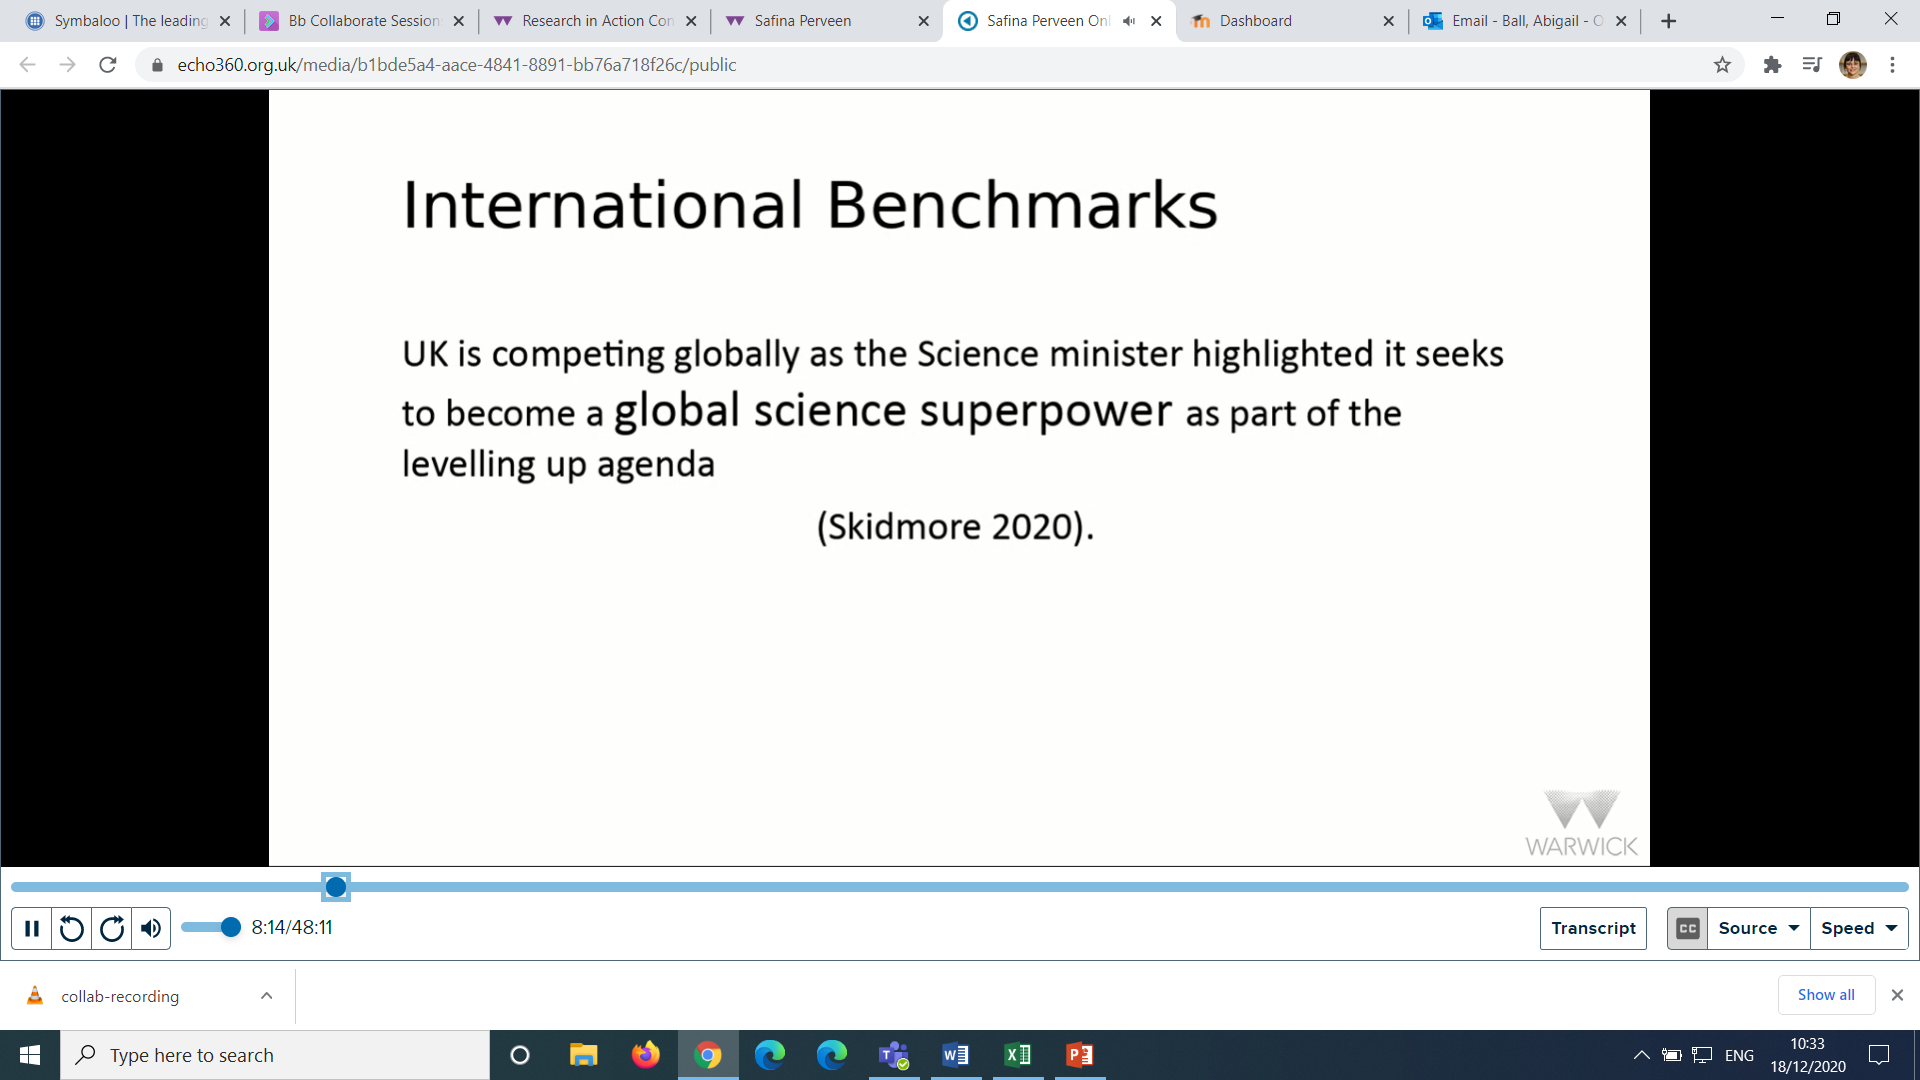 Symbaloo | The leading
Bb Collaborate Session
Research in Action Con
Safina Perveen
Safina Perveen Onl
Dashboard
Email - Ball, Abigail - O
echo360.org.uk/media/b1bde5a4-aace-4841-8891-bb76a718f26c/public
International Benchmarks
UK is competing globally as the Science minister highlighted it seeks
to become a global science superpower as part of the
levelling up agenda
(Skidmore 2020).
WARWICK
8:14/48:11
Transcript
CC
Source
Speed
collab-recording
Show all
Type here to search
ENG
10:33
18/12/2020